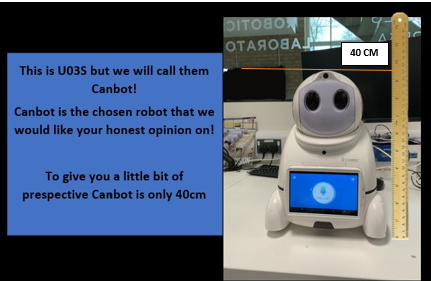 This is U03S but we will call them
Canbot!
Canbot is the chosen robot that we
would like your honest opinion on!
To give you a little bit of
prespective Canbot is only 40cm
40 CM
ROBOTIC
LABORATO